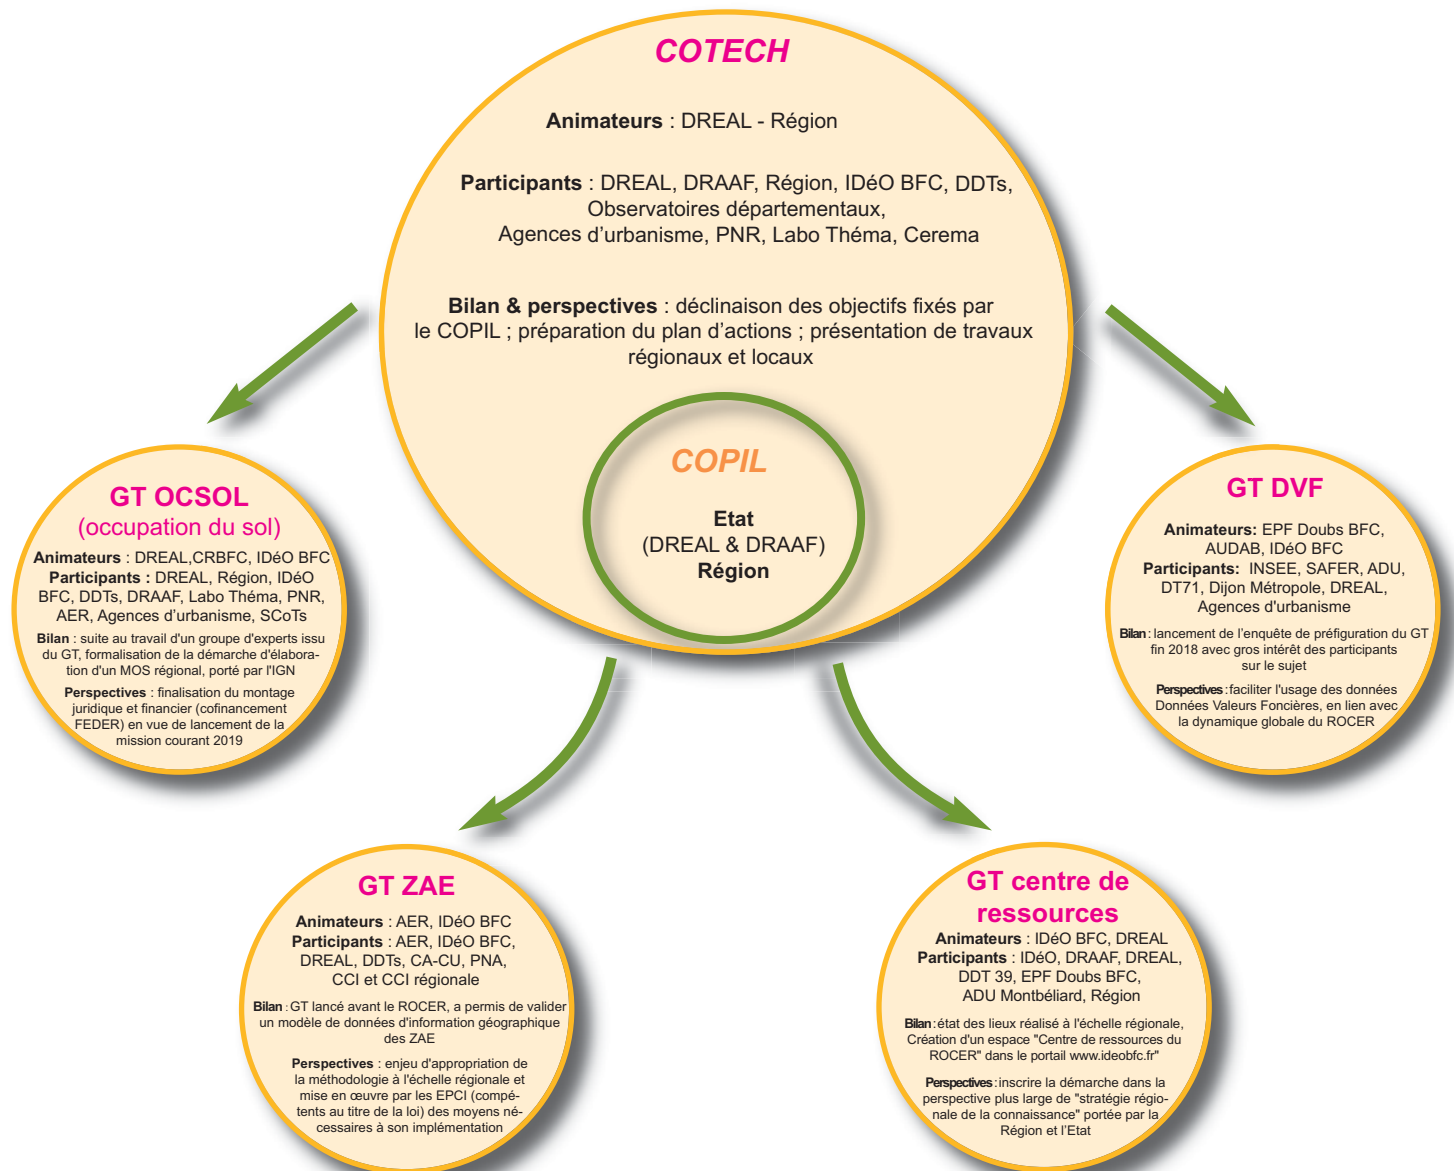 COTECH
Animateurs : DREAL - Région
Participants : DREAL, DRAAF, Région, IDéO BFC, DDTs,
Observatoires départementaux,
Agences d'urbanisme, PNR, Labo Théma, Cerema
Bilan & perspectives : déclinaison des objectifs fixés par
le COPIL ; préparation du plan d'actions ; présentation de travaux
régionaux et locaux
COPIL
Etat
(DREAL & DRAAF)
Région
GT OCSOL
(occupation du sol)
Animateurs : DREAL,CRBFC, IDéO BFC
Participants : DREAL, Région, IDéO
BFC, DDTs, DRAAF, Labo Théma, PNR,
AER, Agences d'urbanisme, SCoTs
Bilan : suite au travail d'un groupe d'experts issu
du GT, formalisation de la démarche d'élabora-
tion d'un MOS régional, porté par l'IGN
Perspectives : finalisation du montage
juridique et financier (cofinancement
FEDER) en vue de lancement de la
mission courant 2019
GT DVF
Animateurs: EPF Doubs BFC,
AUDAB, IDéO BFC
Participants: INSEE, SAFER, ADU,
DT71, Dijon Métropole, DREAL,
Agences d'urbanisme
Bilan : lancement de l'enquête de préfiguration du GT
fin 2018 avec gros intérêt des participants
sur le sujet
Perspectives : faciliter l'usage des données
Données Valeurs Foncières, en lien avec
la dynamique globale du ROCER
GT ZAE
Animateurs : AER, IDéO BFC
Participants : AER, IDéO BFC,
DREAL, DDTs, CA-CU, PNA,
CCI et CCI régionale
Bilan : GT lancé avant le ROCER, a permis de valider
un modèle de données d'information géographique
des ZAE
Perspectives : enjeu d'appropriation de
la méthodologie à l'échelle régionale et
mise en œuvre par les EPCI (compé-
tents au titre de la loi) des moyens né-
cessaires à son implémentation
GT centre de
ressources
Animateurs : IDéO BFC, DREAL
Participants : IDéO, DRAAF, DREAL,
DDT 39, EPF Doubs BFC,
ADU Montbéliard, Région
Bilan : état des lieux réalisé à l'échelle régionale,
Création d'un espace "Centre de ressources du
ROCER" dans le portail www.ideobfc.fr"
Perspectives : inscrire la démarche dans la
perspective plus large de "stratégie régio-
nale de la connaissance" portée par la
Région et l'Etat